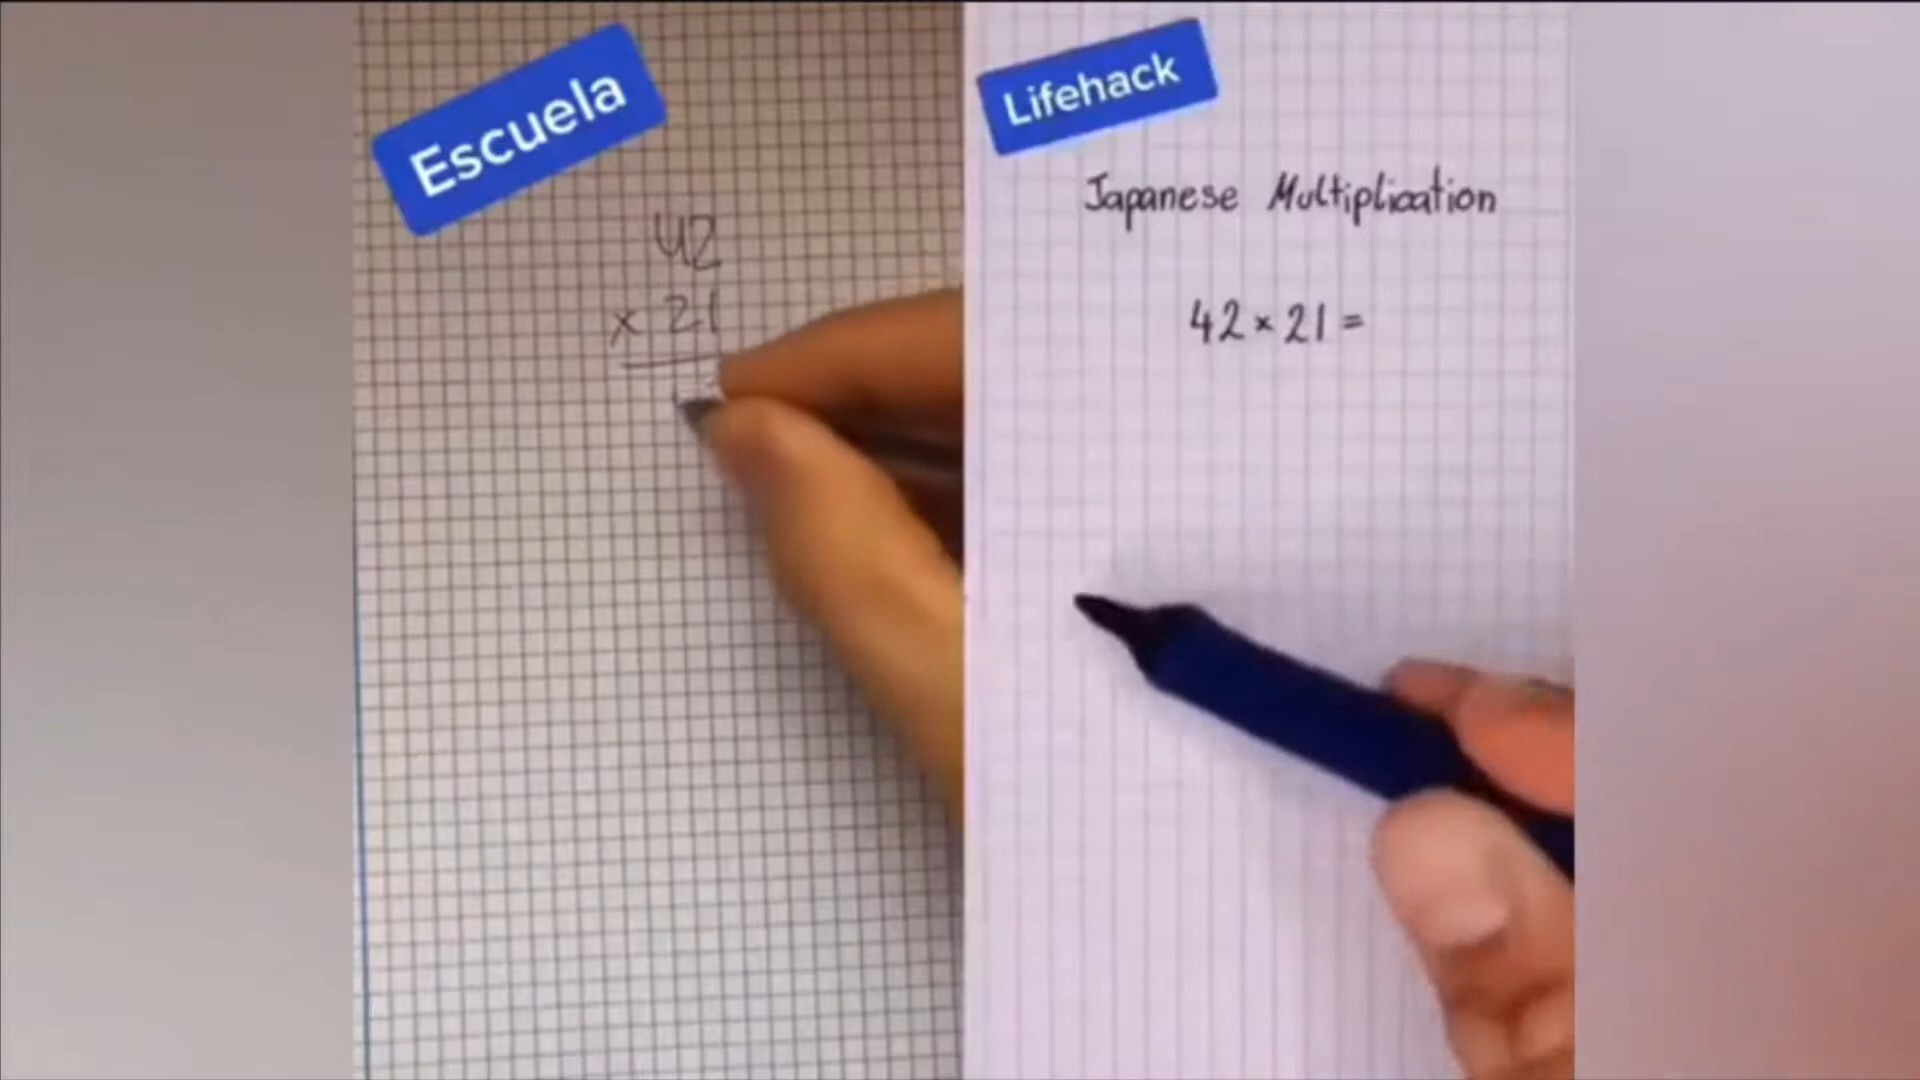 Escuela
42
x 21
Lifehack
Japanese Multiplication
42 × 21 =